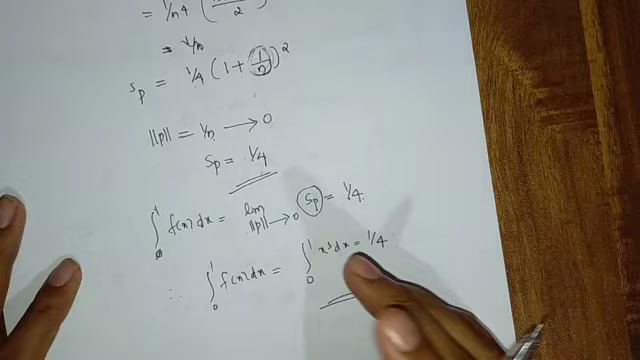 = 1/n4 (
= 1/n
Sp = 1/4 (1 + 1/n)²
||p|| = 1/n → 0
Sp = 1/4
∫₀¹ f(x) dx = lim ||p||→0 Sp = 1/4
∴ ∫₀¹ f(x) dx = ∫₀¹ x³ dx = 1/4